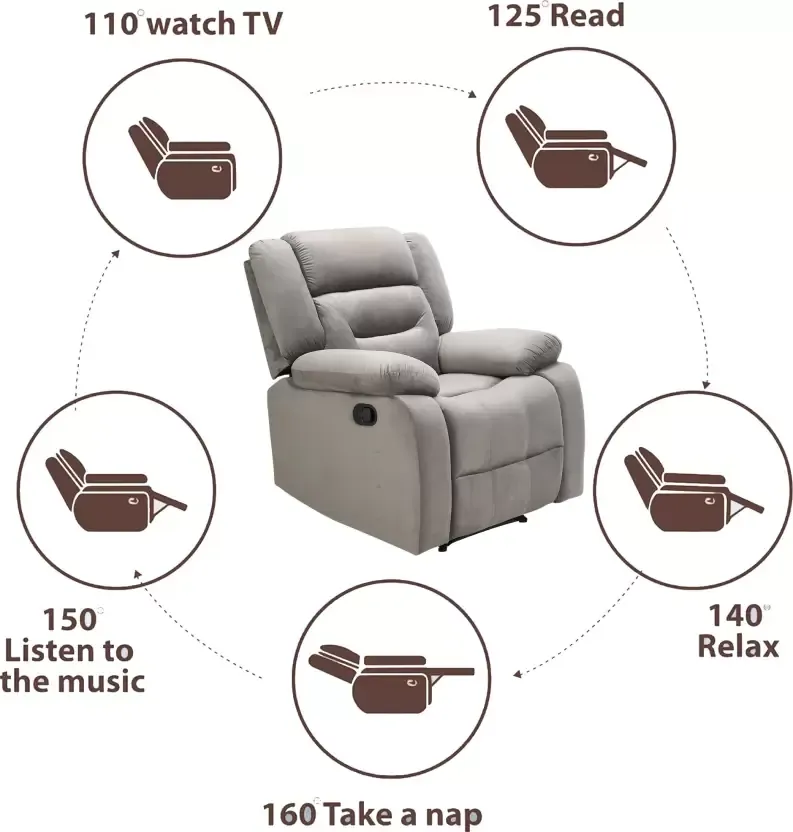 110° watch TV
125° Read
140°
Relax
150°
Listen to
the music
160° Take a nap